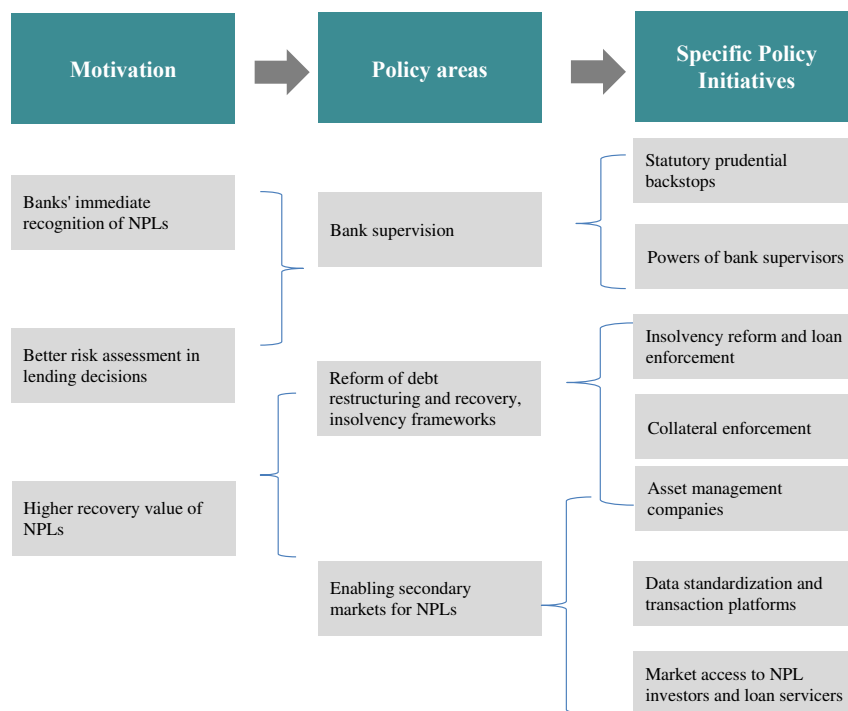 Motivation
Policy areas
Specific Policy
Initiatives
Banks' immediate
recognition of NPLs
Better risk assessment in
lending decisions
Higher recovery value of
NPLs
Bank supervision
Reform of debt
restructuring and recovery,
insolvency frameworks
Enabling secondary
markets for NPLs
Statutory prudential
backstops
Powers of bank supervisors
Insolvency reform and loan
enforcement
Collateral enforcement
Asset management
companies
Data standardization and
transaction platforms
Market access to NPL
investors and loan servicers